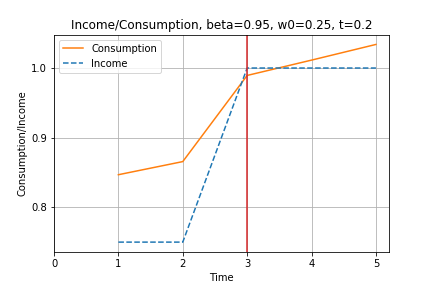 Income/Consumption, beta=0.95, w0=0.25, t=0.2
Consumption
Income
Consumption/Income
1.0
0.9
0.8
0 1 2 3 4 5
Time